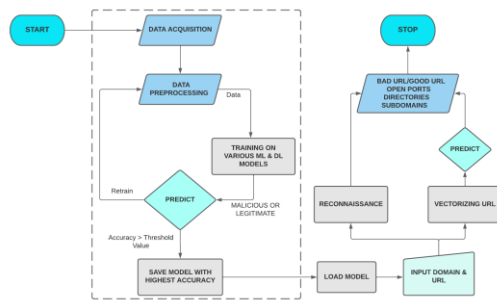 START
DATA ACQUISITION
DATA
PREPROCESSING
Data
TRAINING ON
VARIOUS ML & DL
MODELS
Retrain
PREDICT
MALICIOUS OR
LEGITIMATE
Accuracy > Threshold
Value
SAVE MODEL WITH
HIGHEST ACCURACY
LOAD MODEL
INPUT DOMAIN &
URL
RECONNAISSANCE
VECTORIZING URL
PREDICT
BAD URL/GOOD URL
OPEN PORTS
DIRECTORIES
SUBDOMAINS
STOP